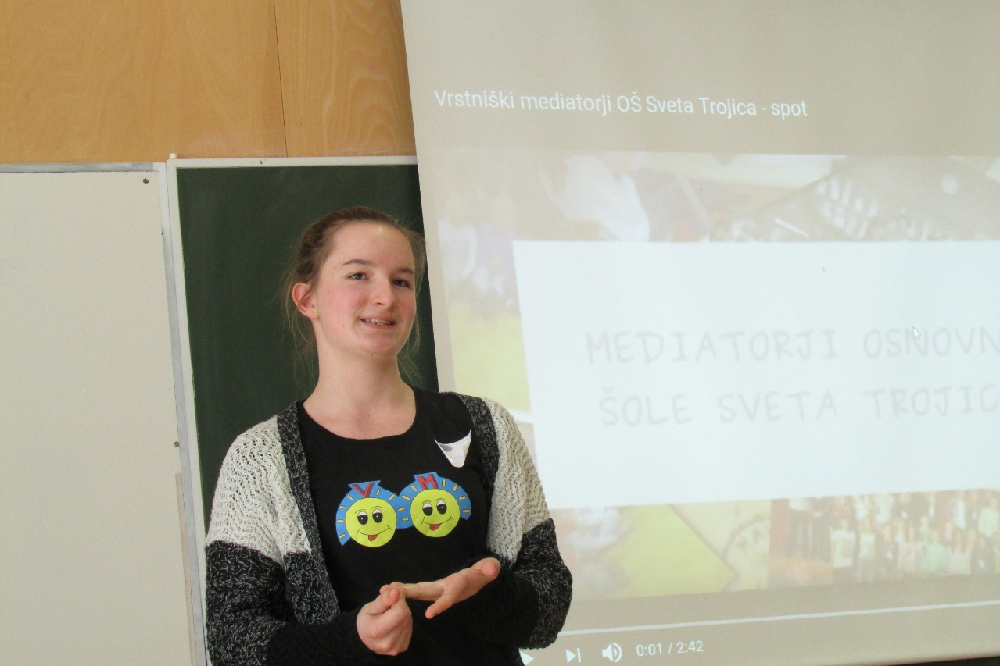 Vrstniški mediatorji OŠ Sveta Trojica - spot
MEDIATORJI OSNOVN
ŠOLE SVETA TROJIC
V M
0:01 / 2:42